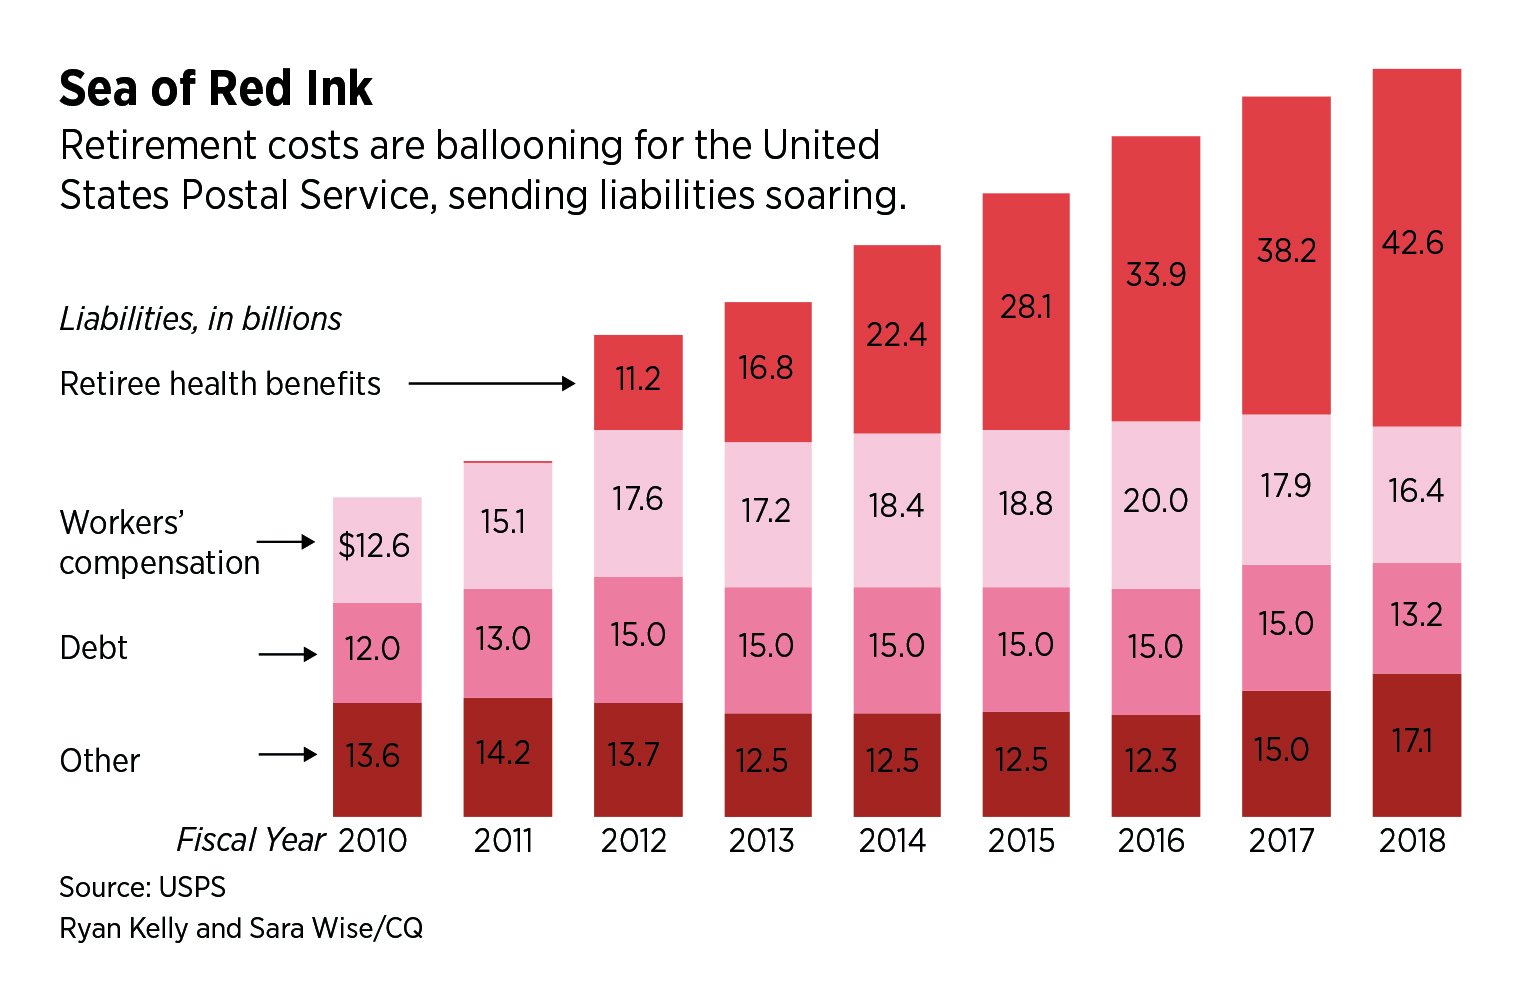 Sea of Red Ink
Retirement costs are ballooning for the United
States Postal Service, sending liabilities soaring.
Liabilities, in billions
Retiree health benefits
11.2
16.8
22.4
28.1
33.9
38.2
42.6
Workers’
compensation
$12.6
15.1
17.6
17.2
18.4
18.8
20.0
17.9
16.4
Debt
12.0
13.0
15.0
15.0
15.0
15.0
15.0
15.0
13.2
Other
13.6
14.2
13.7
12.5
12.5
12.5
12.3
15.0
17.1
Fiscal Year 2010 2011 2012 2013 2014 2015 2016 2017 2018
Source: USPS
Ryan Kelly and Sara Wise/CQ